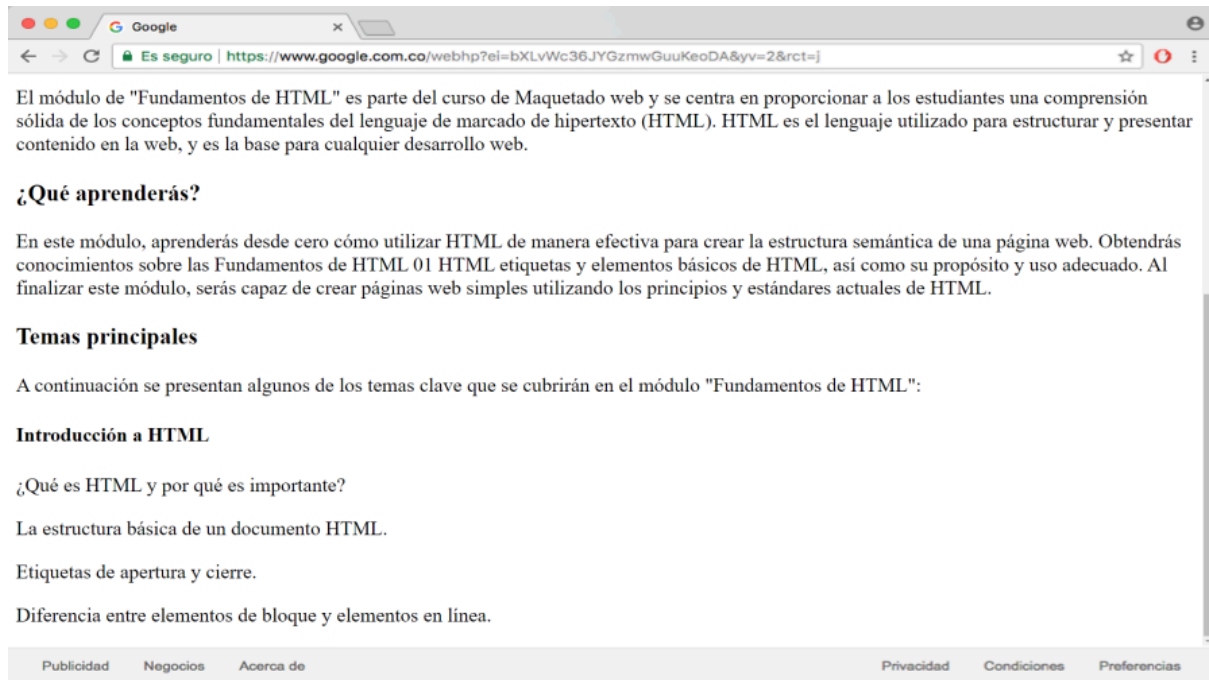 Google
Es seguro | https://www.google.com.co/webhp?ei=bXLvWc36JYGzmwGuuKeoDA&yv=2&rct=j
El módulo de "Fundamentos de HTML" es parte del curso de Maquetado web y se centra en proporcionar a los estudiantes una comprensión
sólida de los conceptos fundamentales del lenguaje de marcado de hipertexto (HTML). HTML es el lenguaje utilizado para estructurar y presentar
contenido en la web, y es la base para cualquier desarrollo web.
¿Qué aprenderás?
En este módulo, aprenderás desde cero cómo utilizar HTML de manera efectiva para crear la estructura semántica de una página web. Obtendrás
conocimientos sobre las Fundamentos de HTML 01 HTML etiquetas y elementos básicos de HTML, así como su propósito y uso adecuado. Al
finalizar este módulo, serás capaz de crear páginas web simples utilizando los principios y estándares actuales de HTML.
Temas principales
A continuación se presentan algunos de los temas clave que se cubrirán en el módulo "Fundamentos de HTML":
Introducción a HTML
¿Qué es HTML y por qué es importante?
La estructura básica de un documento HTML.
Etiquetas de apertura y cierre.
Diferencia entre elementos de bloque y elementos en línea.
Publicidad Negocios Acerca de Privacidad Condiciones Preferencias